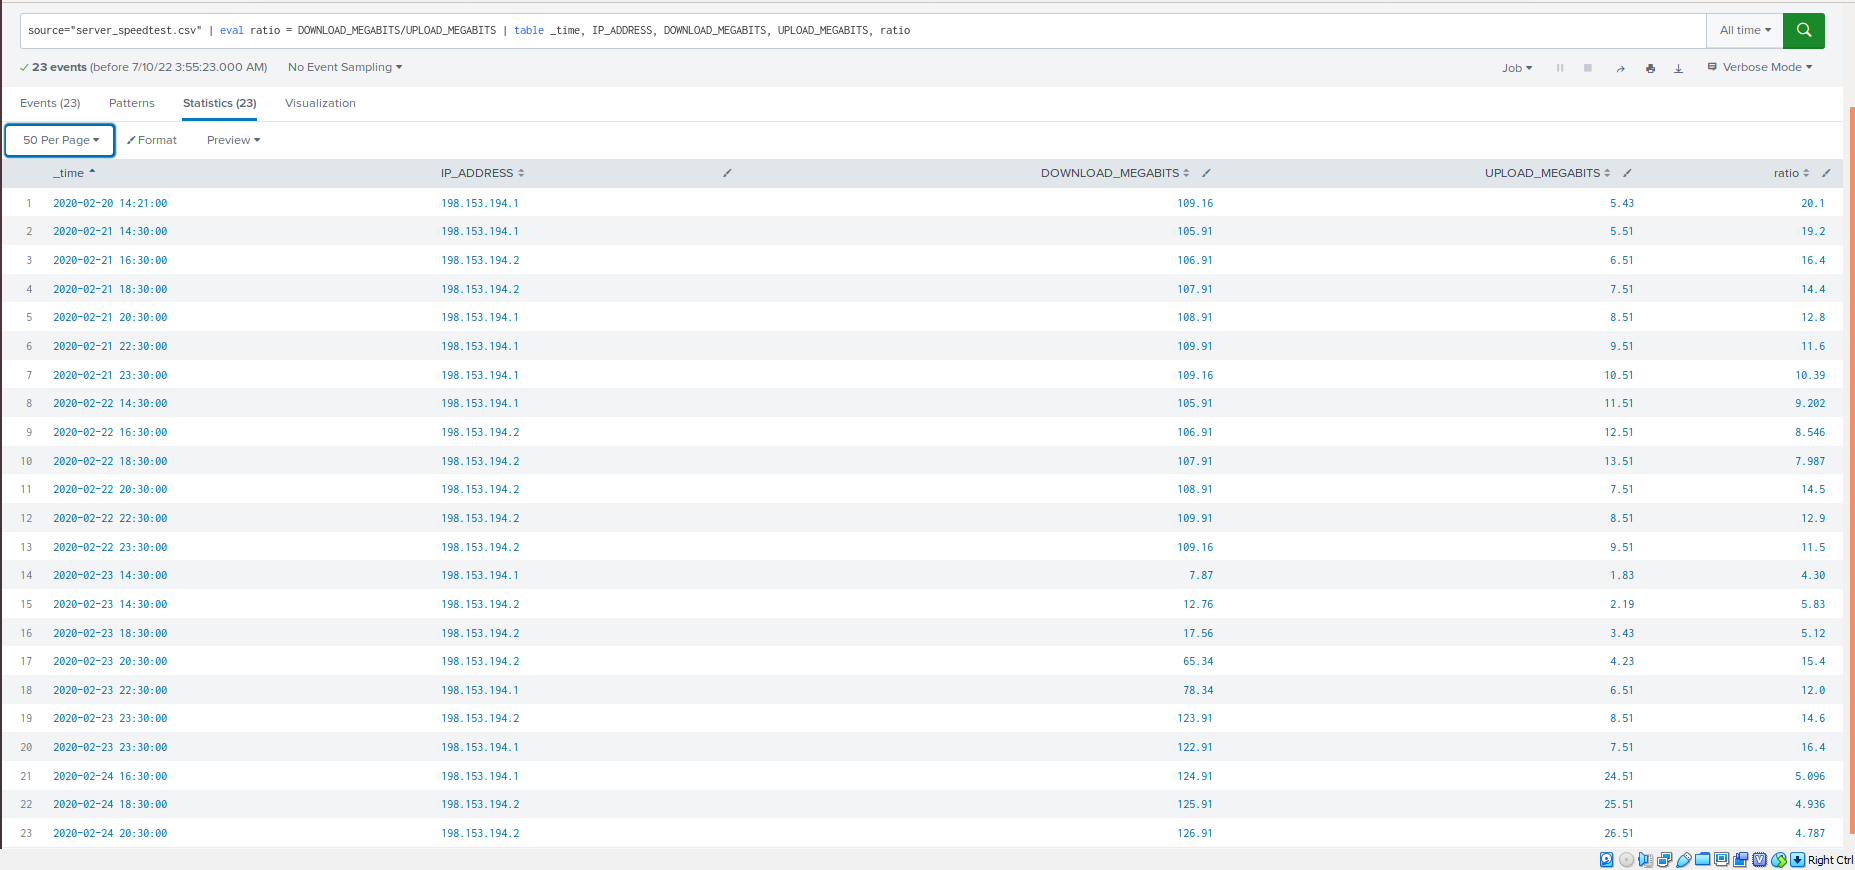 source="server_speedtest.csv" | eval ratio = DOWNLOAD_MEGABITS/UPLOAD_MEGABITS | table _time, IP_ADDRESS, DOWNLOAD_MEGABITS, UPLOAD_MEGABITS, ratio All time
23 events (before 7/10/22 3:55:23.000 AM) No Event Sampling Job Verbose Mode
Events (23) Patterns Statistics (23) Visualization
50 Per Page Format Preview
_time IP_ADDRESS DOWNLOAD_MEGABITS UPLOAD_MEGABITS ratio
1 2020-02-20 14:21:00 198.153.194.1 109.16 5.43 20.1
2 2020-02-21 14:30:00 198.153.194.1 105.91 5.51 19.2
3 2020-02-21 16:30:00 198.153.194.2 106.91 6.51 16.4
4 2020-02-21 18:30:00 198.153.194.2 107.91 7.51 14.4
5 2020-02-21 20:30:00 198.153.194.1 108.91 8.51 12.8
6 2020-02-21 22:30:00 198.153.194.1 109.91 9.51 11.6
7 2020-02-21 23:30:00 198.153.194.1 109.16 10.51 10.39
8 2020-02-22 14:30:00 198.153.194.1 105.91 11.51 9.202
9 2020-02-22 16:30:00 198.153.194.2 106.91 12.51 8.546
10 2020-02-22 18:30:00 198.153.194.2 107.91 13.51 7.987
11 2020-02-22 20:30:00 198.153.194.2 108.91 7.51 14.5
12 2020-02-22 22:30:00 198.153.194.2 109.91 8.51 12.9
13 2020-02-22 23:30:00 198.153.194.2 109.16 9.51 11.5
14 2020-02-23 14:30:00 198.153.194.1 7.87 1.83 4.30
15 2020-02-23 14:30:00 198.153.194.2 12.76 2.19 5.83
16 2020-02-23 18:30:00 198.153.194.2 17.56 3.43 5.12
17 2020-02-23 20:30:00 198.153.194.2 65.34 4.23 15.4
18 2020-02-23 22:30:00 198.153.194.1 78.34 6.51 12.0
19 2020-02-23 23:30:00 198.153.194.2 123.91 8.51 14.6
20 2020-02-23 23:30:00 198.153.194.1 122.91 7.51 16.4
21 2020-02-24 16:30:00 198.153.194.1 124.91 24.51 5.096
22 2020-02-24 18:30:00 198.153.194.2 125.91 25.51 4.936
23 2020-02-24 20:30:00 198.153.194.2 126.91 26.51 4.787
Right Ctrl